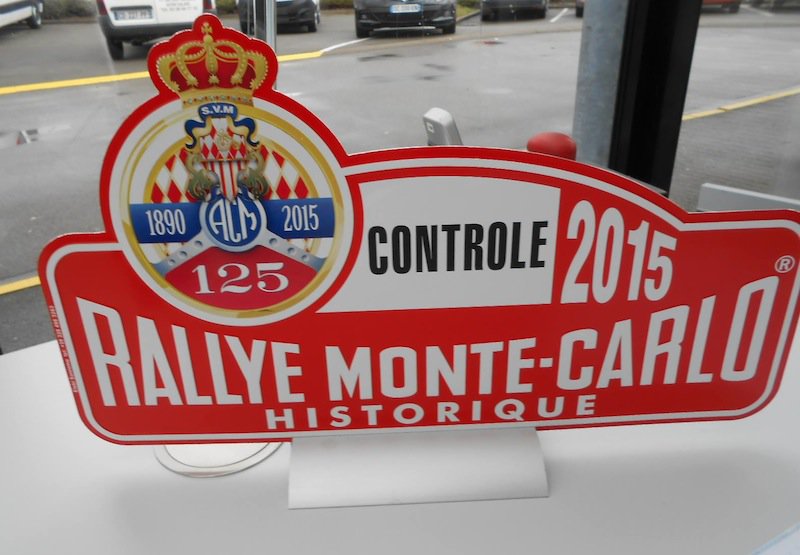 S.V.M
1890 ACM 2015
125
CONTROLE 2015
RALLYE MONTE-CARLO ®
HISTORIQUE